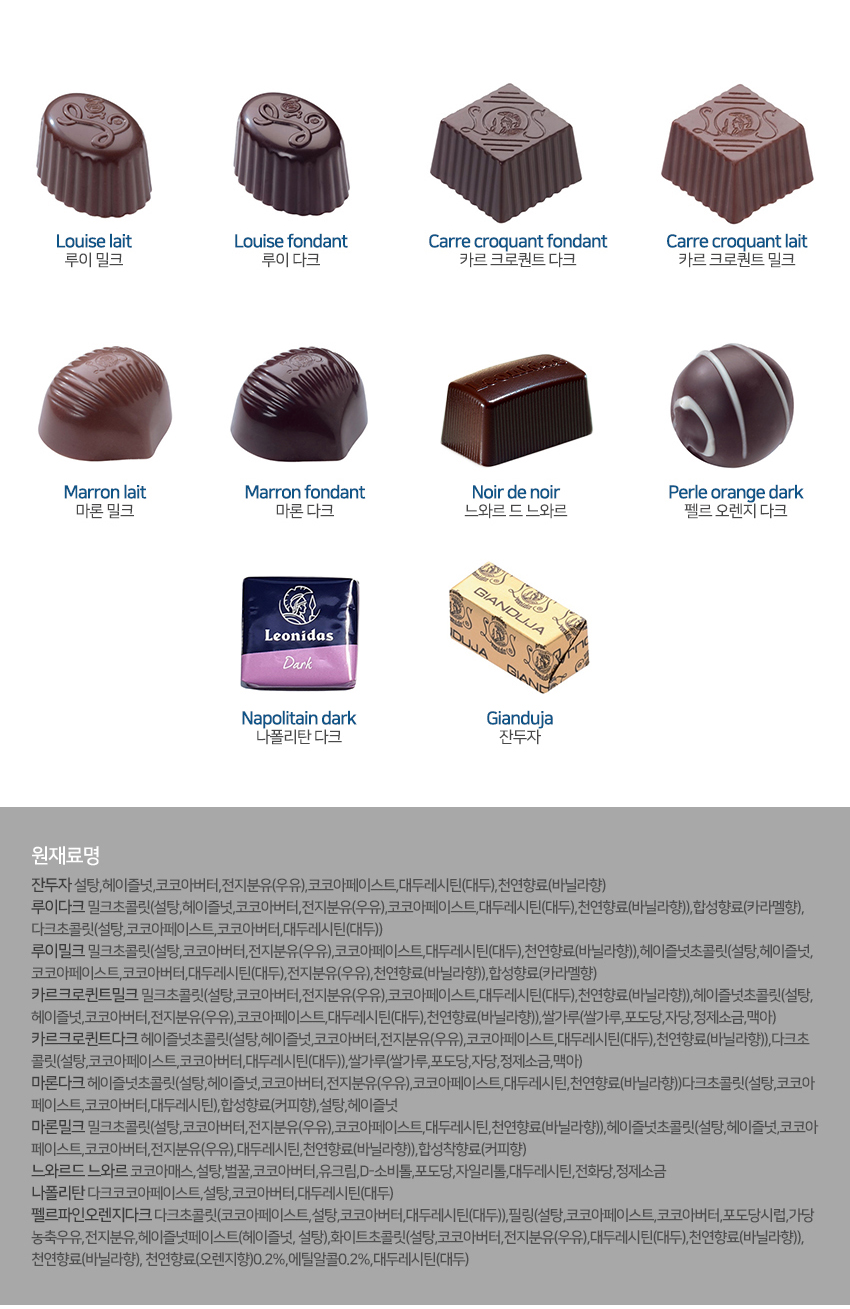 Louise lait
루이 밀크
Louise fondant
루이 다크
Carre croquant fondant
카르 크로퀀트 다크
Carre croquant lait
카르 크로퀀트 밀크
Marron lait
마론 밀크
Marron fondant
마론 다크
Noir de noir
느와르 드 느와르
Perle orange dark
펠르 오렌지 다크
Leonidas
Dark
GIANDUJA
Napolitain dark
나폴리탄 다크
Gianduja
잔두자
원재료명
잔두자 설탕,헤이즐넛,코코아버터,전지분유(우유),코코아페이스트,대두레시틴(대두),천연향료(바닐라향)
루이다크 밀크초콜릿(설탕,헤이즐넛,코코아버터,전지분유(우유),코코아페이스트,대두레시틴(대두),천연향료(바닐라향)),합성향료(카라멜향),
다크초콜릿(설탕,코코아페이스트,코코아버터,대두레시틴(대두))
루이밀크 밀크초콜릿(설탕,코코아버터,전지분유(우유),코코아페이스트,대두레시틴(대두),천연향료(바닐라향)),헤이즐넛초콜릿(설탕,헤이즐넛,
코코아페이스트,코코아버터,대두레시틴(대두),전지분유(우유),천연향료(바닐라향)),합성향료(카라멜향)
카르크로퀸트밀크 밀크초콜릿(설탕,코코아버터,전지분유(우유),코코아페이스트,대두레시틴(대두),천연향료(바닐라향)),헤이즐넛초콜릿(설탕,
헤이즐넛,코코아버터,전지분유(우유),코코아페이스트,대두레시틴(대두),천연향료(바닐라향)),쌀가루(쌀가루,포도당,자당,정제소금,맥아)
카르크로퀸트다크 헤이즐넛초콜릿(설탕,헤이즐넛,코코아버터,전지분유(우유),코코아페이스트,대두레시틴(대두),천연향료(바닐라향)),다크초
콜릿(설탕,코코아페이스트,코코아버터,대두레시틴(대두)),쌀가루(쌀가루,포도당,자당,정제소금,맥아)
마론다크 헤이즐넛초콜릿(설탕,헤이즐넛,코코아버터,전지분유(우유),코코아페이스트,대두레시틴,천연향료(바닐라향))다크초콜릿(설탕,코코아
페이스트,코코아버터,대두레시틴),합성향료(커피향),설탕,헤이즐넛
마론밀크 밀크초콜릿(설탕,코코아버터,전지분유(우유),코코아페이스트,대두레시틴,천연향료(바닐라향)),헤이즐넛초콜릿(설탕,헤이즐넛,코코아
페이스트,코코아버터,전지분유(우유),대두레시틴,천연향료(바닐라향)),합성착향료(커피향)
느와르드 느와르 코코아매스,설탕,벌꿀,코코아버터,유크림,D-소비톨,포도당,자일리톨,대두레시틴,전화당,정제소금
나폴리탄 다크코코아페이스트,설탕,코코아버터,대두레시틴(대두)
펠르파인오렌지다크 다크초콜릿(코코아페이스트,설탕,코코아버터,대두레시틴(대두)),필링(설탕,코코아페이스트,코코아버터,포도당시럽,가당
농축우유,전지분유,헤이즐넛페이스트(헤이즐넛, 설탕),화이트초콜릿(설탕,코코아버터,전지분유(우유),대두레시틴(대두),천연향료(바닐라향)),
천연향료(바닐라향), 천연향료(오렌지향)0.2%,에틸알콜0.2%,대두레시틴(대두)